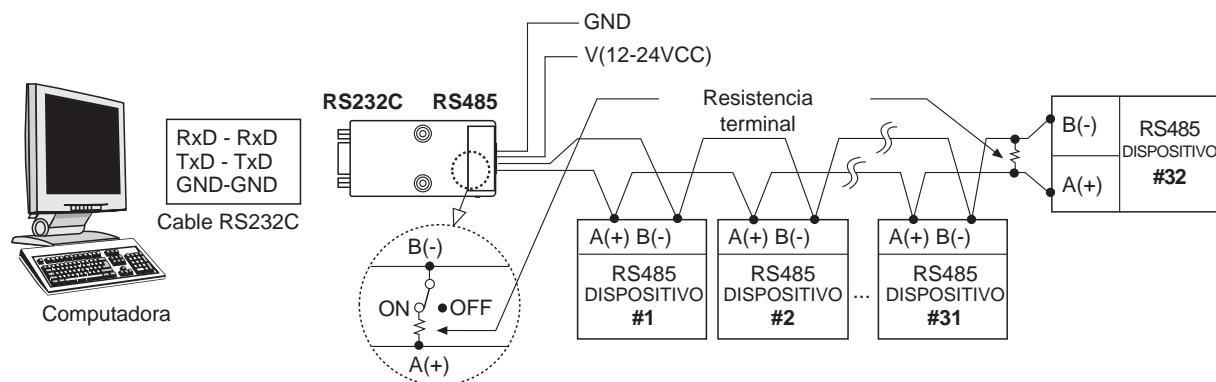 GND
V(12-24VCC)
RS232C
RS485
Resistencia
terminal
RxD - RxD
TxD - TxD
GND-GND
Cable RS232C
Computadora
B(-)
ON
OFF
A(+)
A(+) B(-)
RS485
DISPOSITIVO
#1
A(+) B(-)
RS485
DISPOSITIVO
#2
...
A(+) B(-)
RS485
DISPOSITIVO
#31
B(-)
A(+)
RS485
DISPOSITIVO
#32